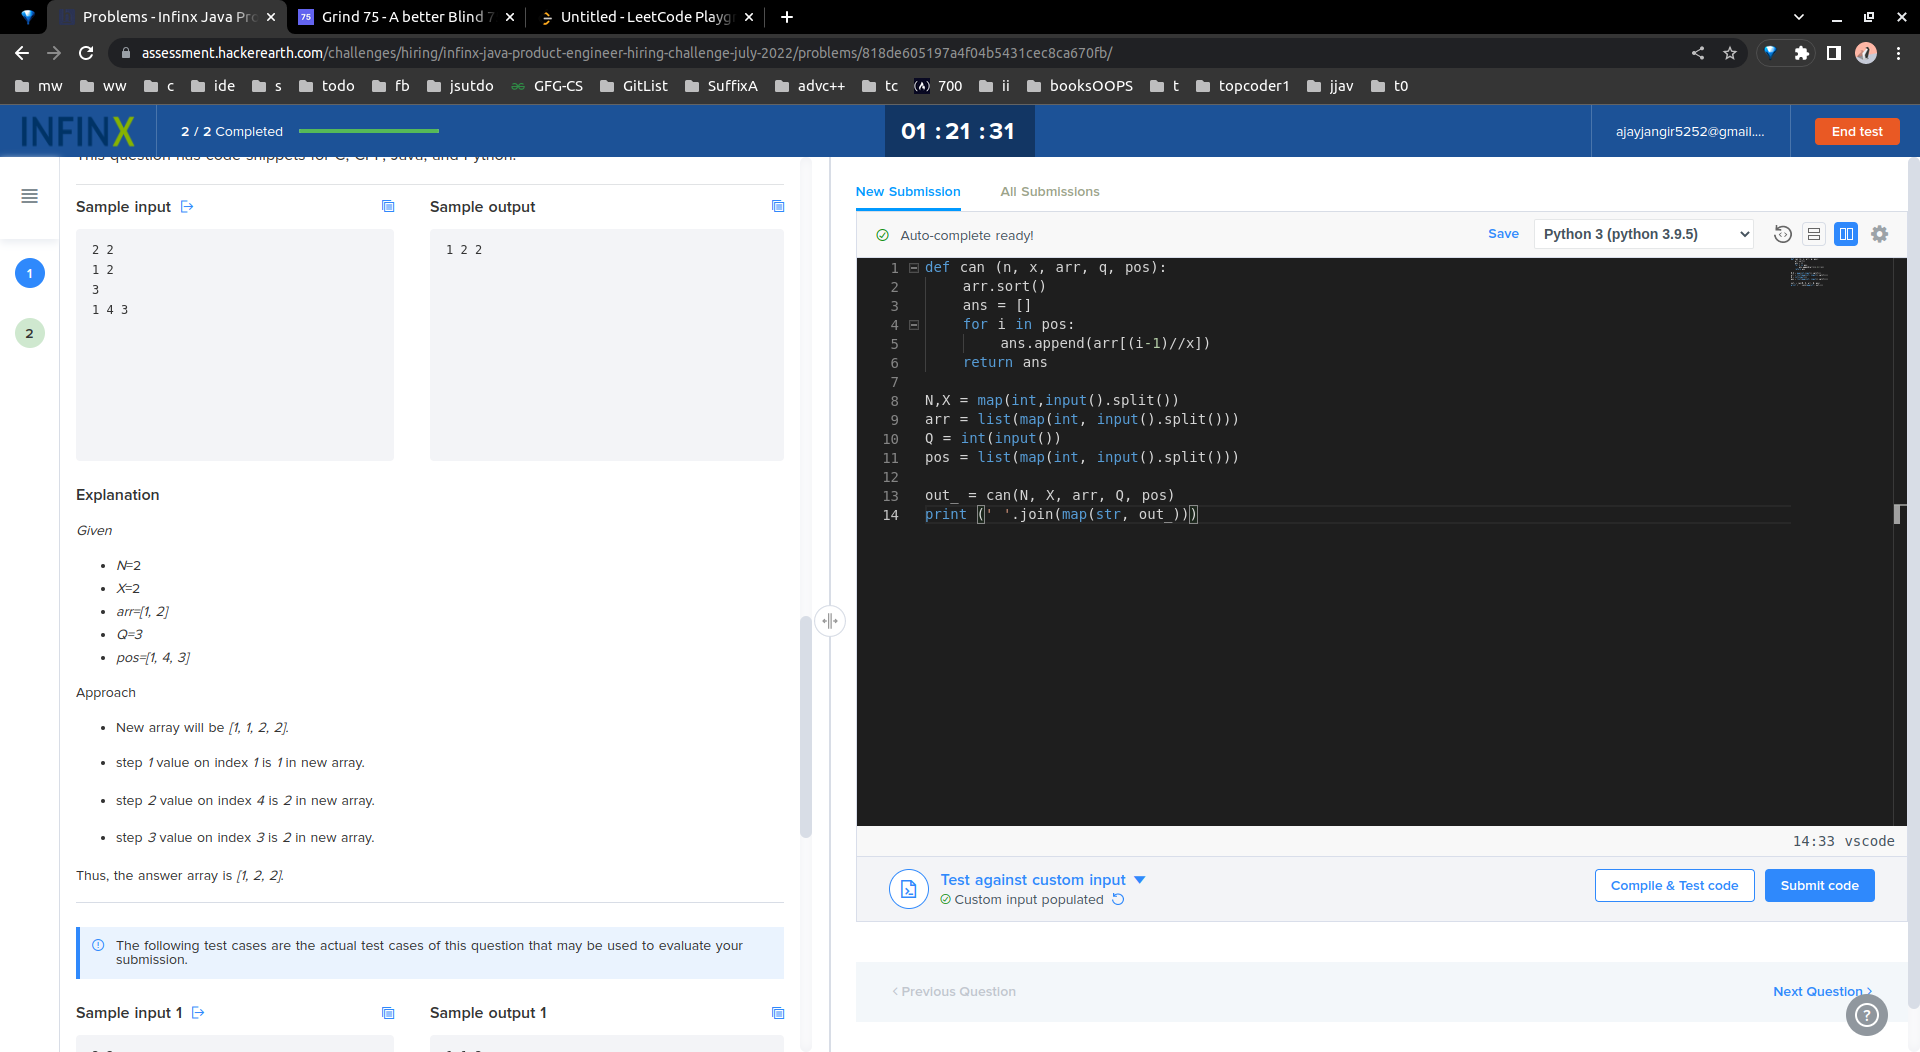 Problems - Infinx Java Pro
75 Grind 75 - A better Blind 7
Untitled - LeetCode Playg
assessment.hackerearth.com/challenges/hiring/infinx-java-product-engineer-hiring-challenge-july-2022/problems/818de605197a4f04b5431cec8ca670fb/
mw ww c ide s todo fb jsutdo GFG-CS GitList SuffixA advc++ tc 700 ii booksOOPS t topcoder1 jjav t0
INFINX
2 / 2 Completed
01 : 21 : 31
ajayjangir5252@gmail....
End test
This question has code snippets for C, CPP, Java, and Python.
1
2
Sample input
Sample output
2 2
1 2
3
1 4 3
1 2 2
Explanation
Given
• N=2
• X=2
• arr=[1, 2]
• Q=3
• pos=[1, 4, 3]
Approach
• New array will be [1, 1, 2, 2].
• step 1 value on index 1 is 1 in new array.
• step 2 value on index 4 is 2 in new array.
• step 3 value on index 3 is 2 in new array.
Thus, the answer array is [1, 2, 2].
The following test cases are the actual test cases of this question that may be used to evaluate your
submission.
Sample input 1
Sample output 1
New Submission
All Submissions
Auto-complete ready!
Save
Python 3 (python 3.9.5)
1 def can (n, x, arr, q, pos):
2     arr.sort()
3     ans = []
4     for i in pos:
5         ans.append(arr[(i-1)//x])
6     return ans
7
8 N,X = map(int,input().split())
9 arr = list(map(int, input().split()))
10 Q = int(input())
11 pos = list(map(int, input().split()))
12
13 out_ = can(N, X, arr, Q, pos)
14 print (' '.join(map(str, out_)))
14:33 vscode
Test against custom input
Custom input populated
Compile & Test code
Submit code
< Previous Question
Next Question >
?